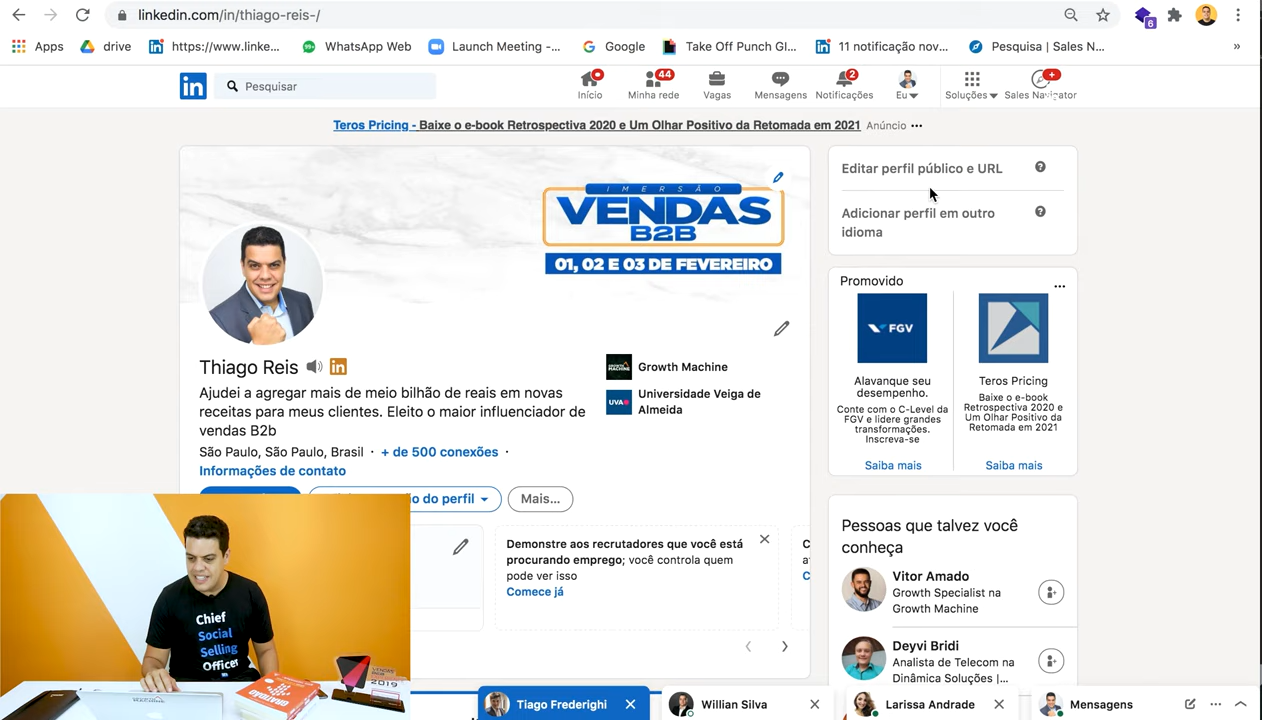 linkedin.com/in/thiago-reis-/
6
Apps
drive
https://www.linke...
WhatsApp Web
Launch Meeting -...
Google
Take Off Punch Gl...
11 notificação nov...
Pesquisa | Sales N...
»
in
Pesquisar
Início
44
Minha rede
Vagas
Mensagens
2
Notificações
Eu
Soluções
Sales Navigator
Teros Pricing - Baixe o e-book Retrospectiva 2020 e Um Olhar Positivo da Retomada em 2021
Anúncio
IMERSÃO
VENDAS
B2B
01, 02 E 03 DE FEVEREIRO
Thiago Reis
in
Ajudei a agregar mais de meio bilhão de reais em novas
receitas para meus clientes. Eleito o maior influenciador de
vendas B2b
São Paulo, São Paulo, Brasil · + de 500 conexões ·
Informações de contato
Growth Machine
UVA
Universidade Veiga de
Almeida
o do perfil
Mais...
Demonstre aos recrutadores que você está
procurando emprego; você controla quem
pode ver isso
Comece já
Editar perfil público e URL
Adicionar perfil em outro
idioma
Promovido
FGV
Alavanque seu
desempenho.
Conte com o C-Level da
FGV e lidere grandes
transformações.
Inscreva-se
Saiba mais
Teros Pricing
Baixe o e-book
Retrospectiva 2020 e
Um Olhar Positivo da
Retomada em 2021
Saiba mais
Pessoas que talvez você
conheça
Vitor Amado
Growth Specialist na
Growth Machine
Deyvi Bridi
Analista de Telecom na
Dinâmica Soluções |...
Chief
Social
Selling
Officer
GRATIDÃO
VENDAS
2019
Tiago Frederighi
Willian Silva
Larissa Andrade
Mensagens